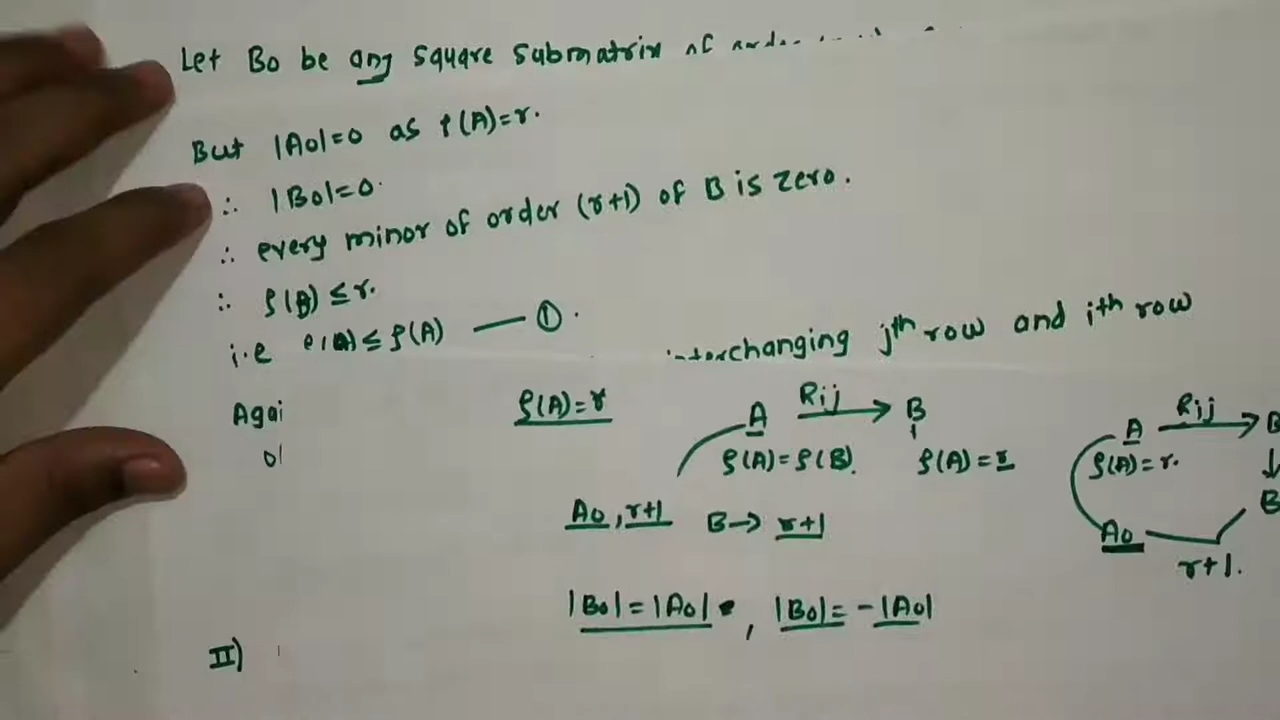 Let Bo be any square submatrix of
But |Ao|=0 as ρ(A)=r.
∴ |Bo|=0.
∴ every minor of order (r+1) of B is zero.
∴ ρ(B) ≤ r.
i.e ρ(B) ≤ ρ(A) — ①.
interchanging jth row and ith row
Agai
ρ(A)=r
A Rij → B
ρ(A)=ρ(B). ρ(A)=r
A Rij → B
ρ(A)=r.
Ao, r+1 B→ r+1
Ao B
r+1.
|Bo|=|Ao| , |Bo|= -|Ao|
II)